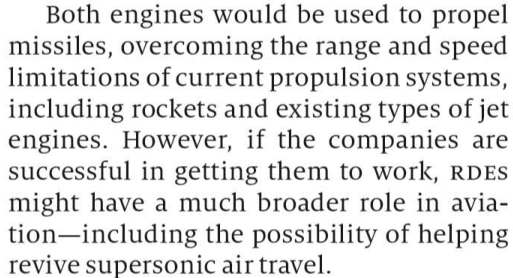 Both engines would be used to propel
missiles, overcoming the range and speed
limitations of current propulsion systems,
including rockets and existing types of jet
engines. However, if the companies are
successful in getting them to work, RDES
might have a much broader role in avia-
tion—including the possibility of helping
revive supersonic air travel.